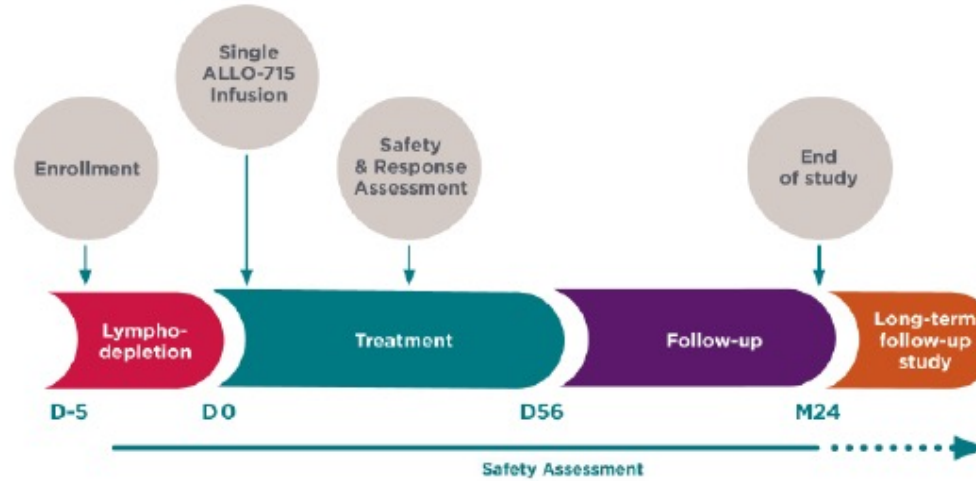 Single
ALLO-715
Infusion
Enrollment
Safety
& Response
Assessment
End
of study
Lympho-
depletion
Treatment
Follow-up
Long-term
follow-up
study
D-5
D0
D56
M24
Safety Assessment